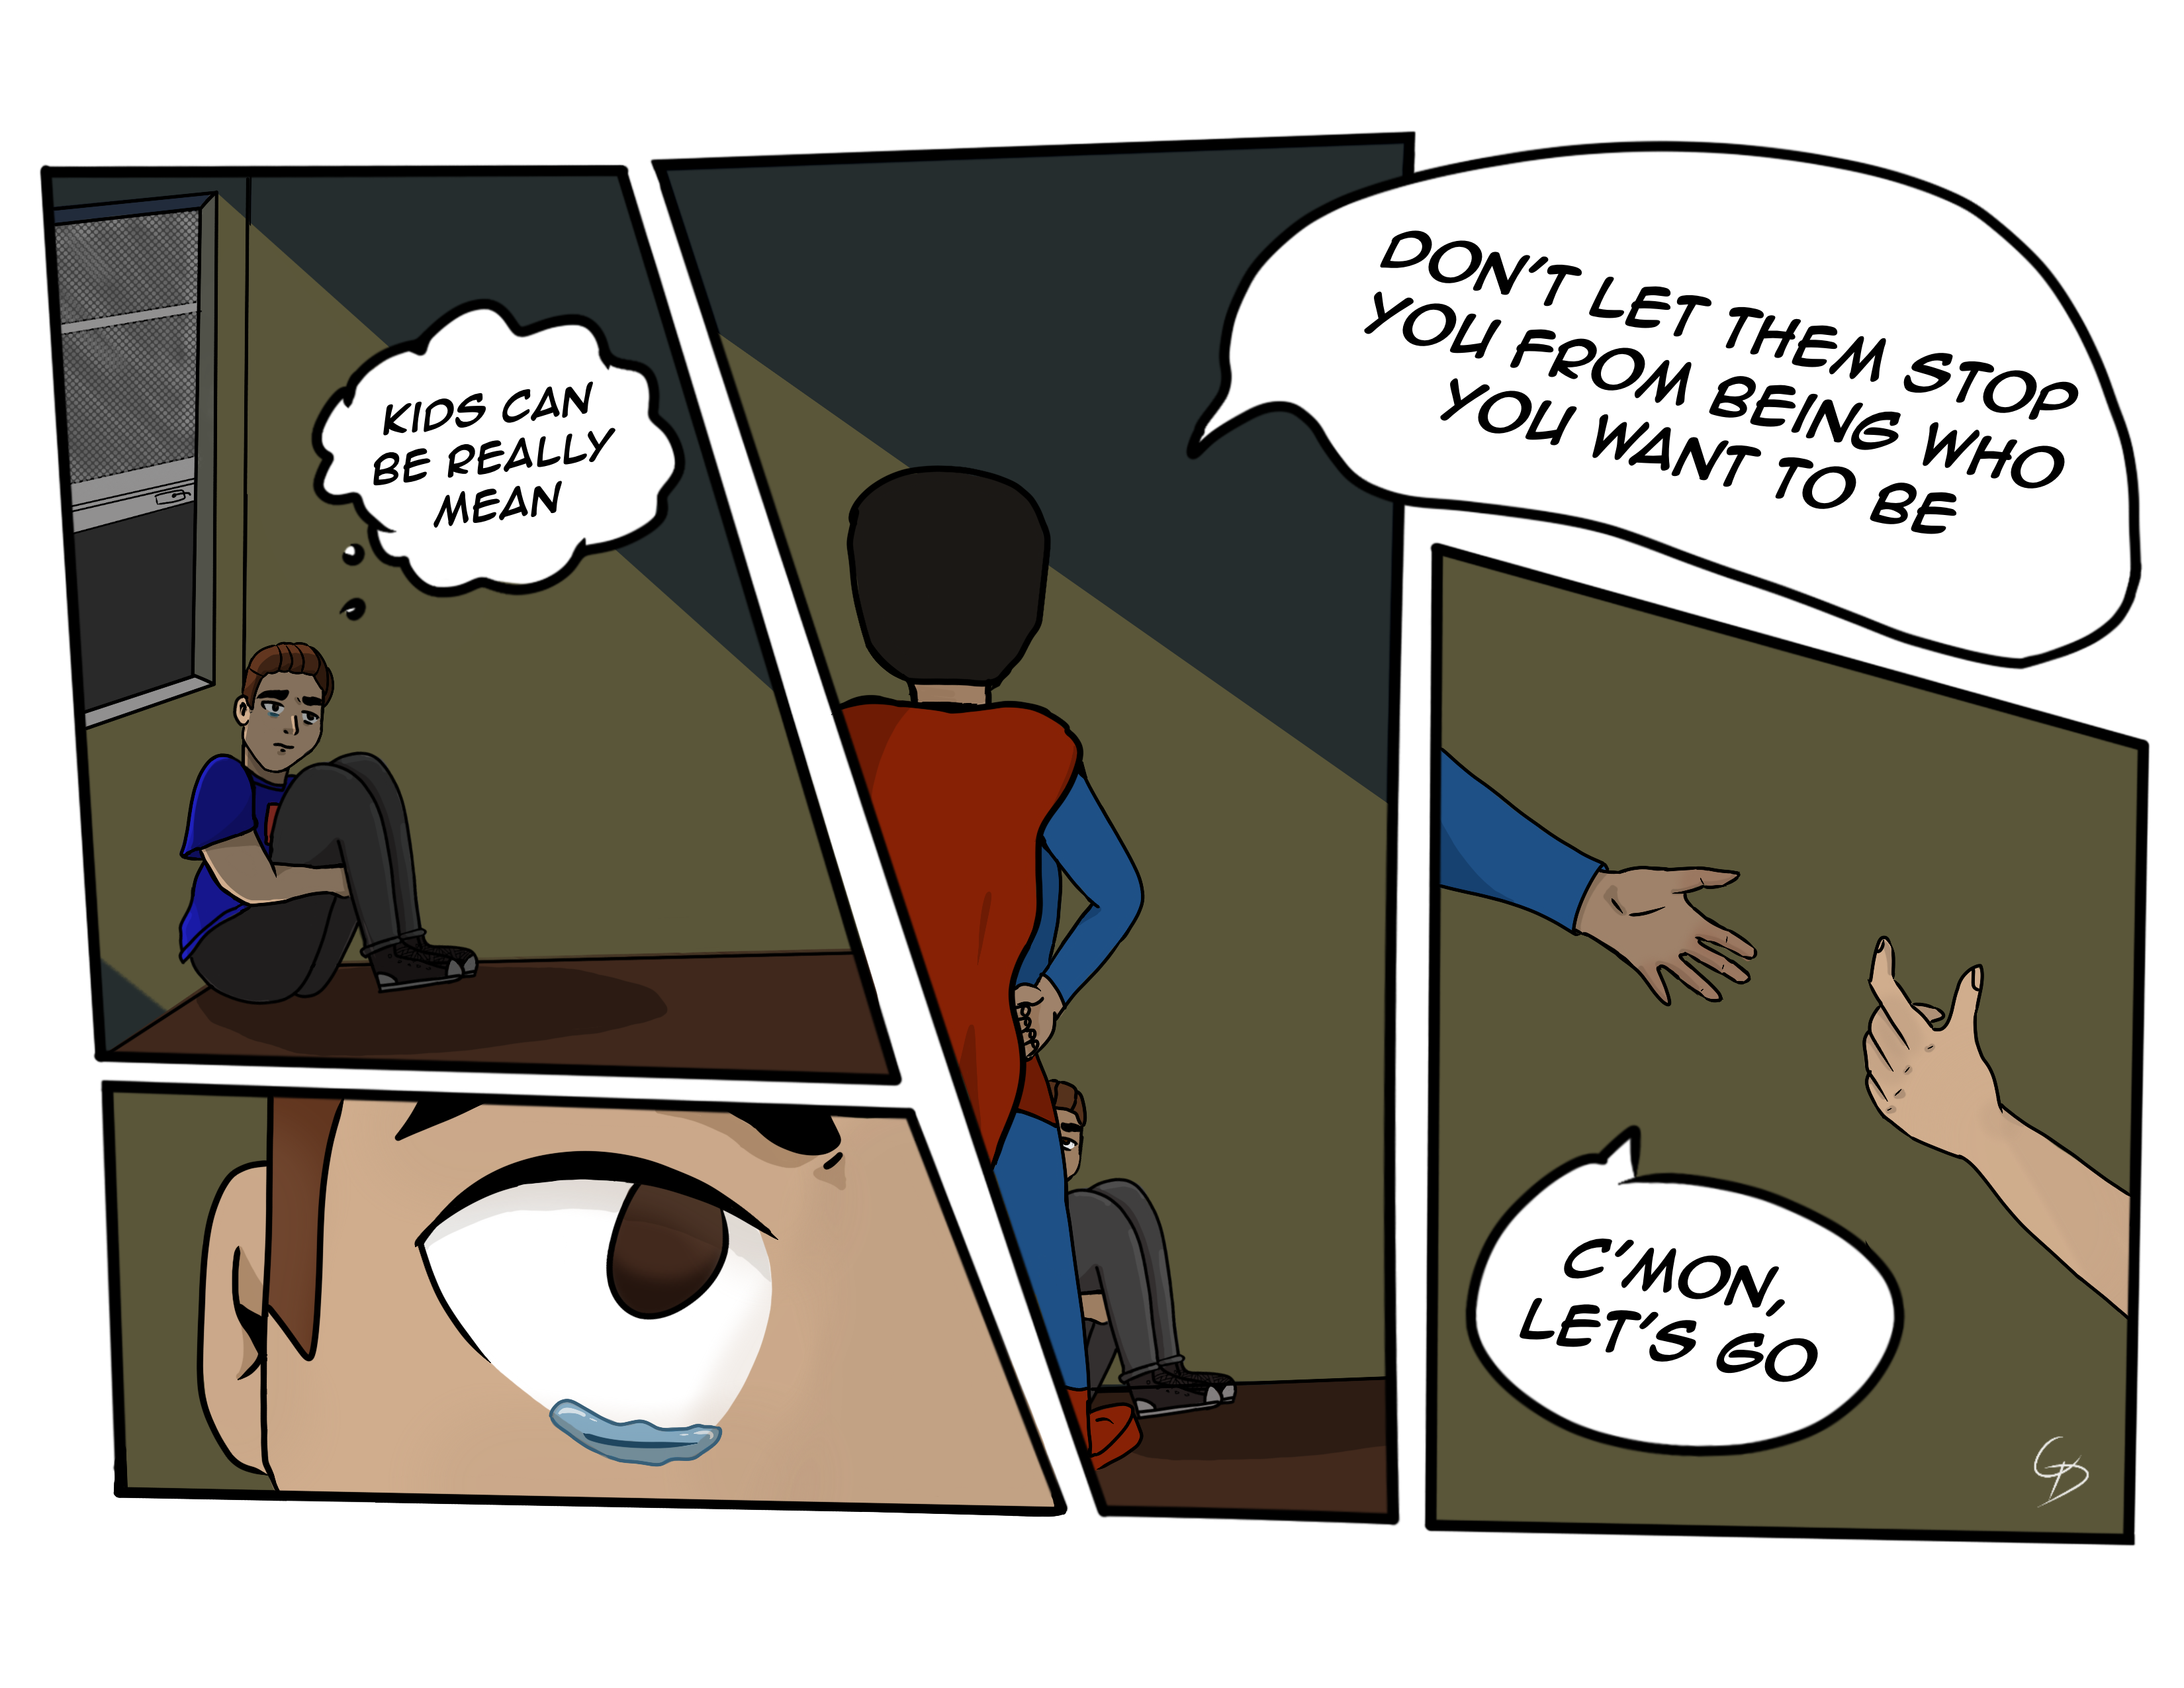 KIDS CAN
BE REALLY
MEAN
DON'T LET THEM STOP
YOU FROM BEING WHO
YOU WANT TO BE
C'MON,
LET'S GO